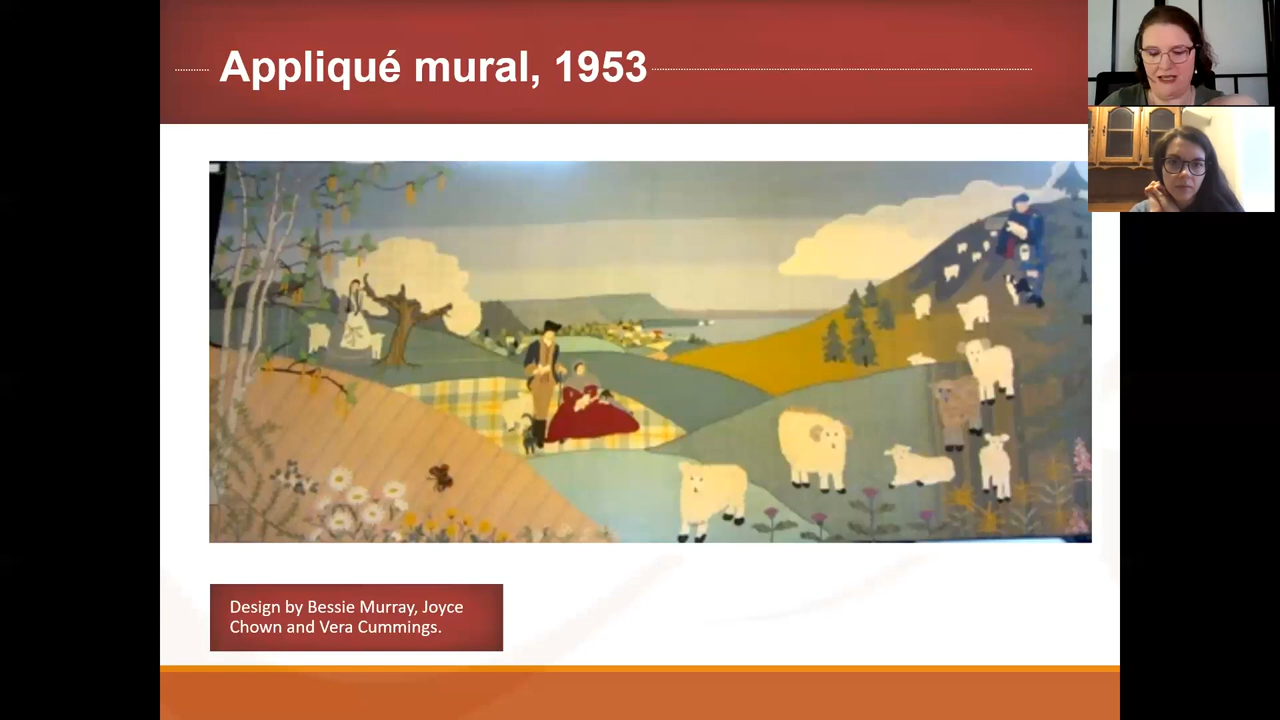 Appliqué mural, 1953
Design by Bessie Murray, Joyce
Chown and Vera Cummings.